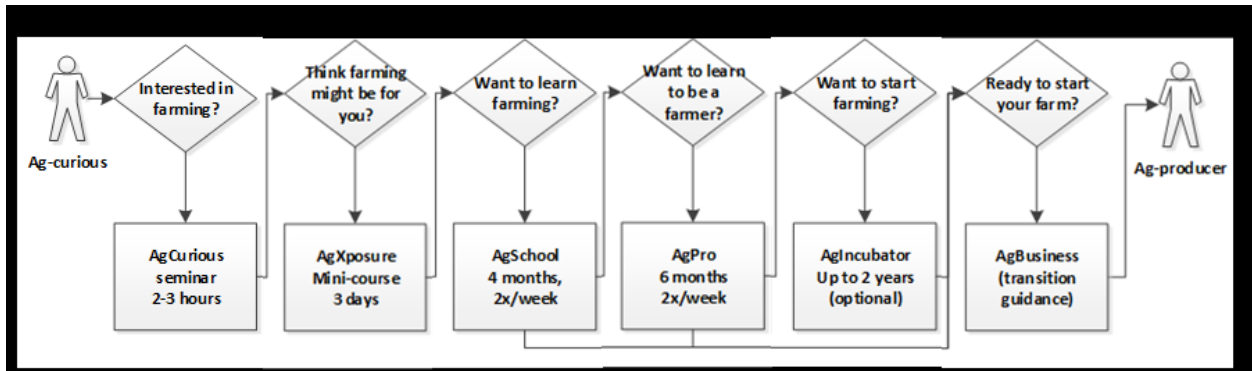 Interested in
farming?
Think farming
might be for
you?
Want to learn
farming?
Want to learn
to be a
farmer?
Want to start
farming?
Ready to start
your farm?
Ag-curious
Ag-producer
AgCurious
seminar
2-3 hours
AgXposure
Mini-course
3 days
AgSchool
4 months,
2x/week
AgPro
6 months
2x/week
AgIncubator
Up to 2 years
(optional)
AgBusiness
(transition
guidance)